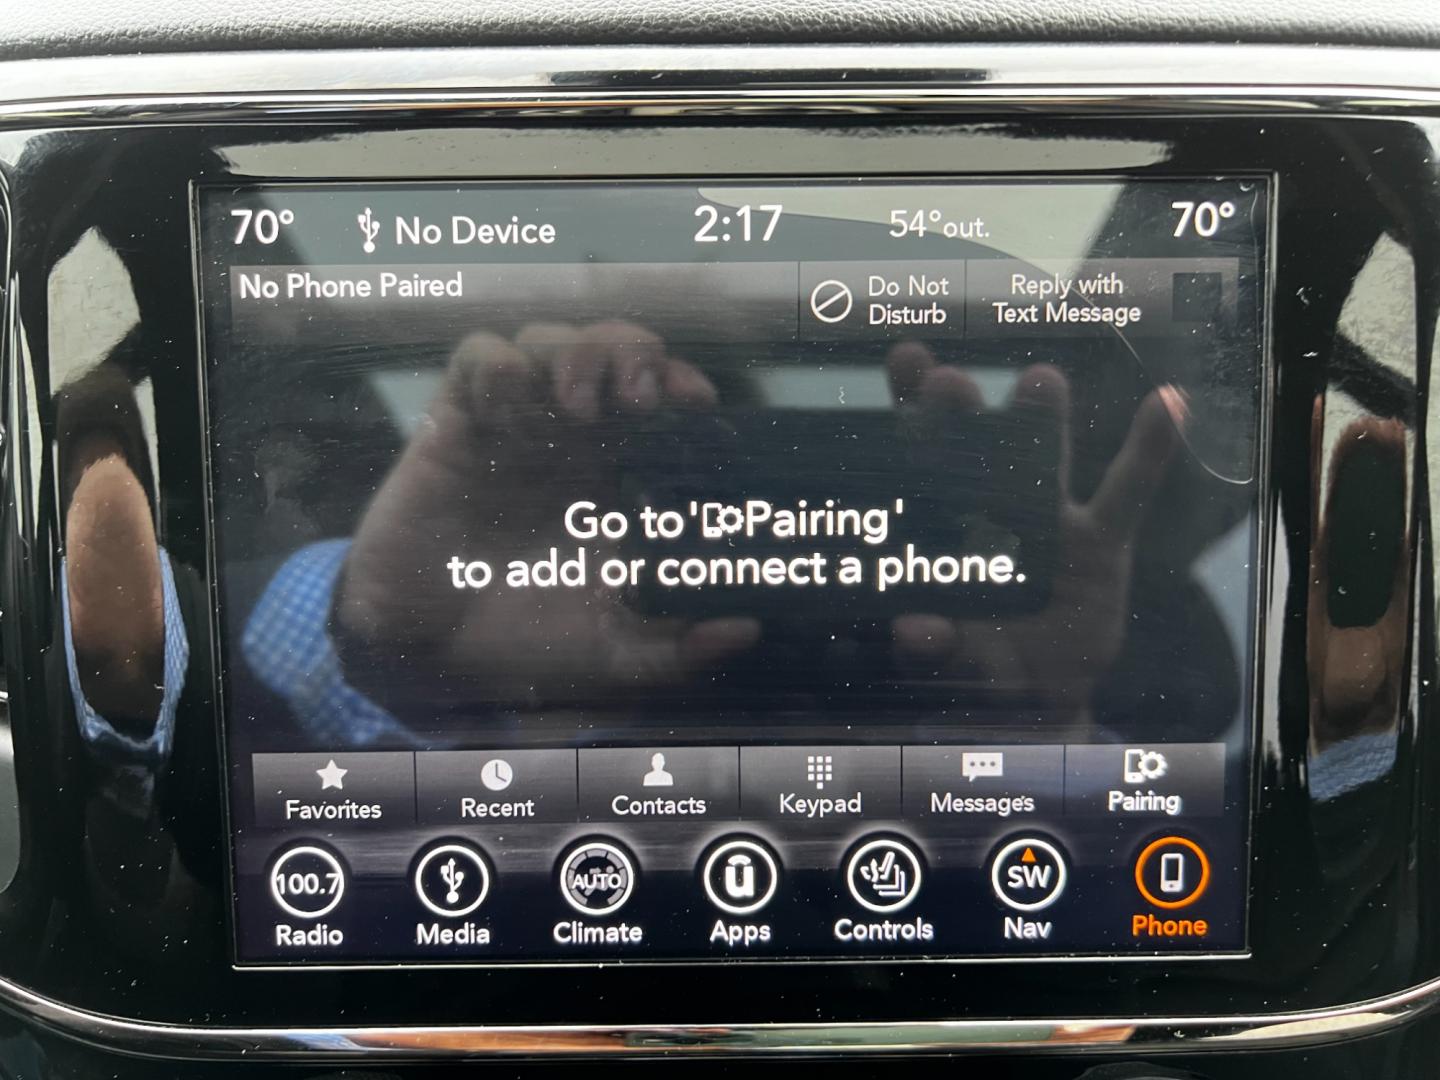 70° No Device 2:17 54°out. 70°
No Phone Paired
Do Not
Disturb
Reply with
Text Message
Go to 'Pairing'
to add or connect a phone.
Favorites Recent Contacts Keypad Messages Pairing
100.7 AUTO u SW
Radio Media Climate Apps Controls Nav Phone